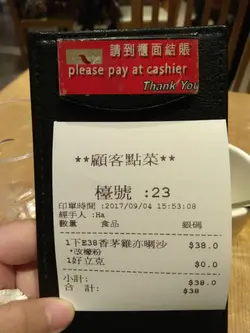 請到櫃面結賬
please pay at cashier
Thank You
**顧客點菜**
檯號 :23
印單時間 :2017/09/04 15:53:08
經手人 :Ha
數量 食品 銀碼
1下E38香茅雞亦喇沙 $38.0
*改檬粉
1好立克 $0.0
小計: $38.0
合 計: $38